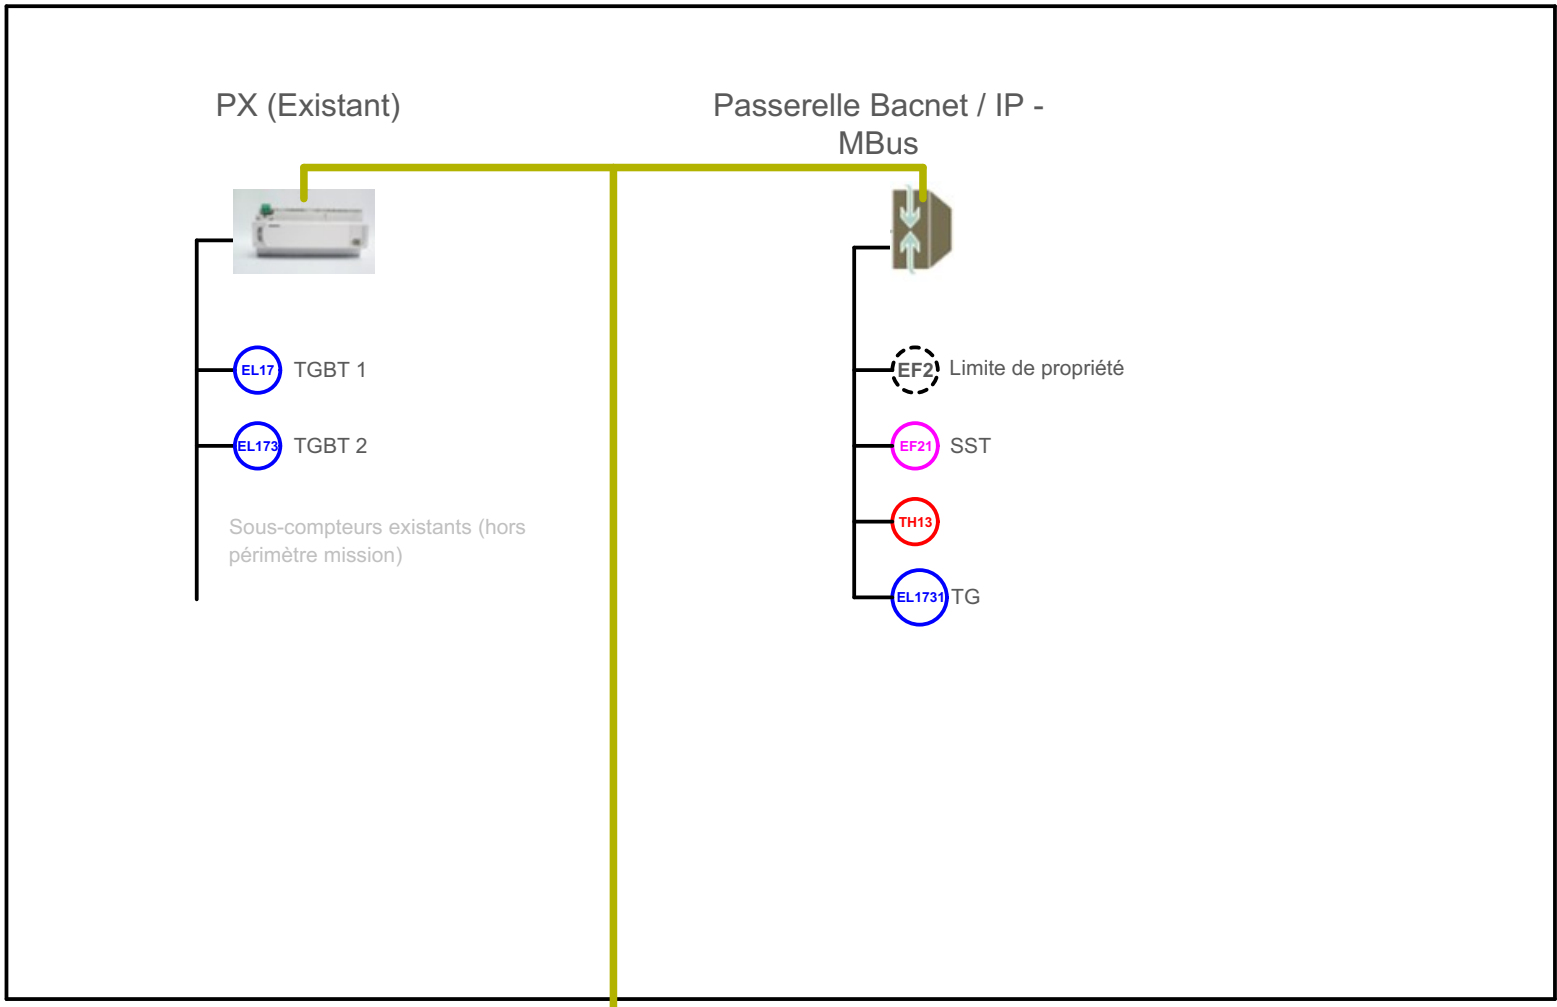 PX (Existant)
Passerelle Bacnet / IP -
MBus
EL17 TGBT 1
EL173 TGBT 2
Sous-compteurs existants (hors
périmètre mission)
EF2 Limite de propriété
EF21 SST
TH13
EL1731 TG